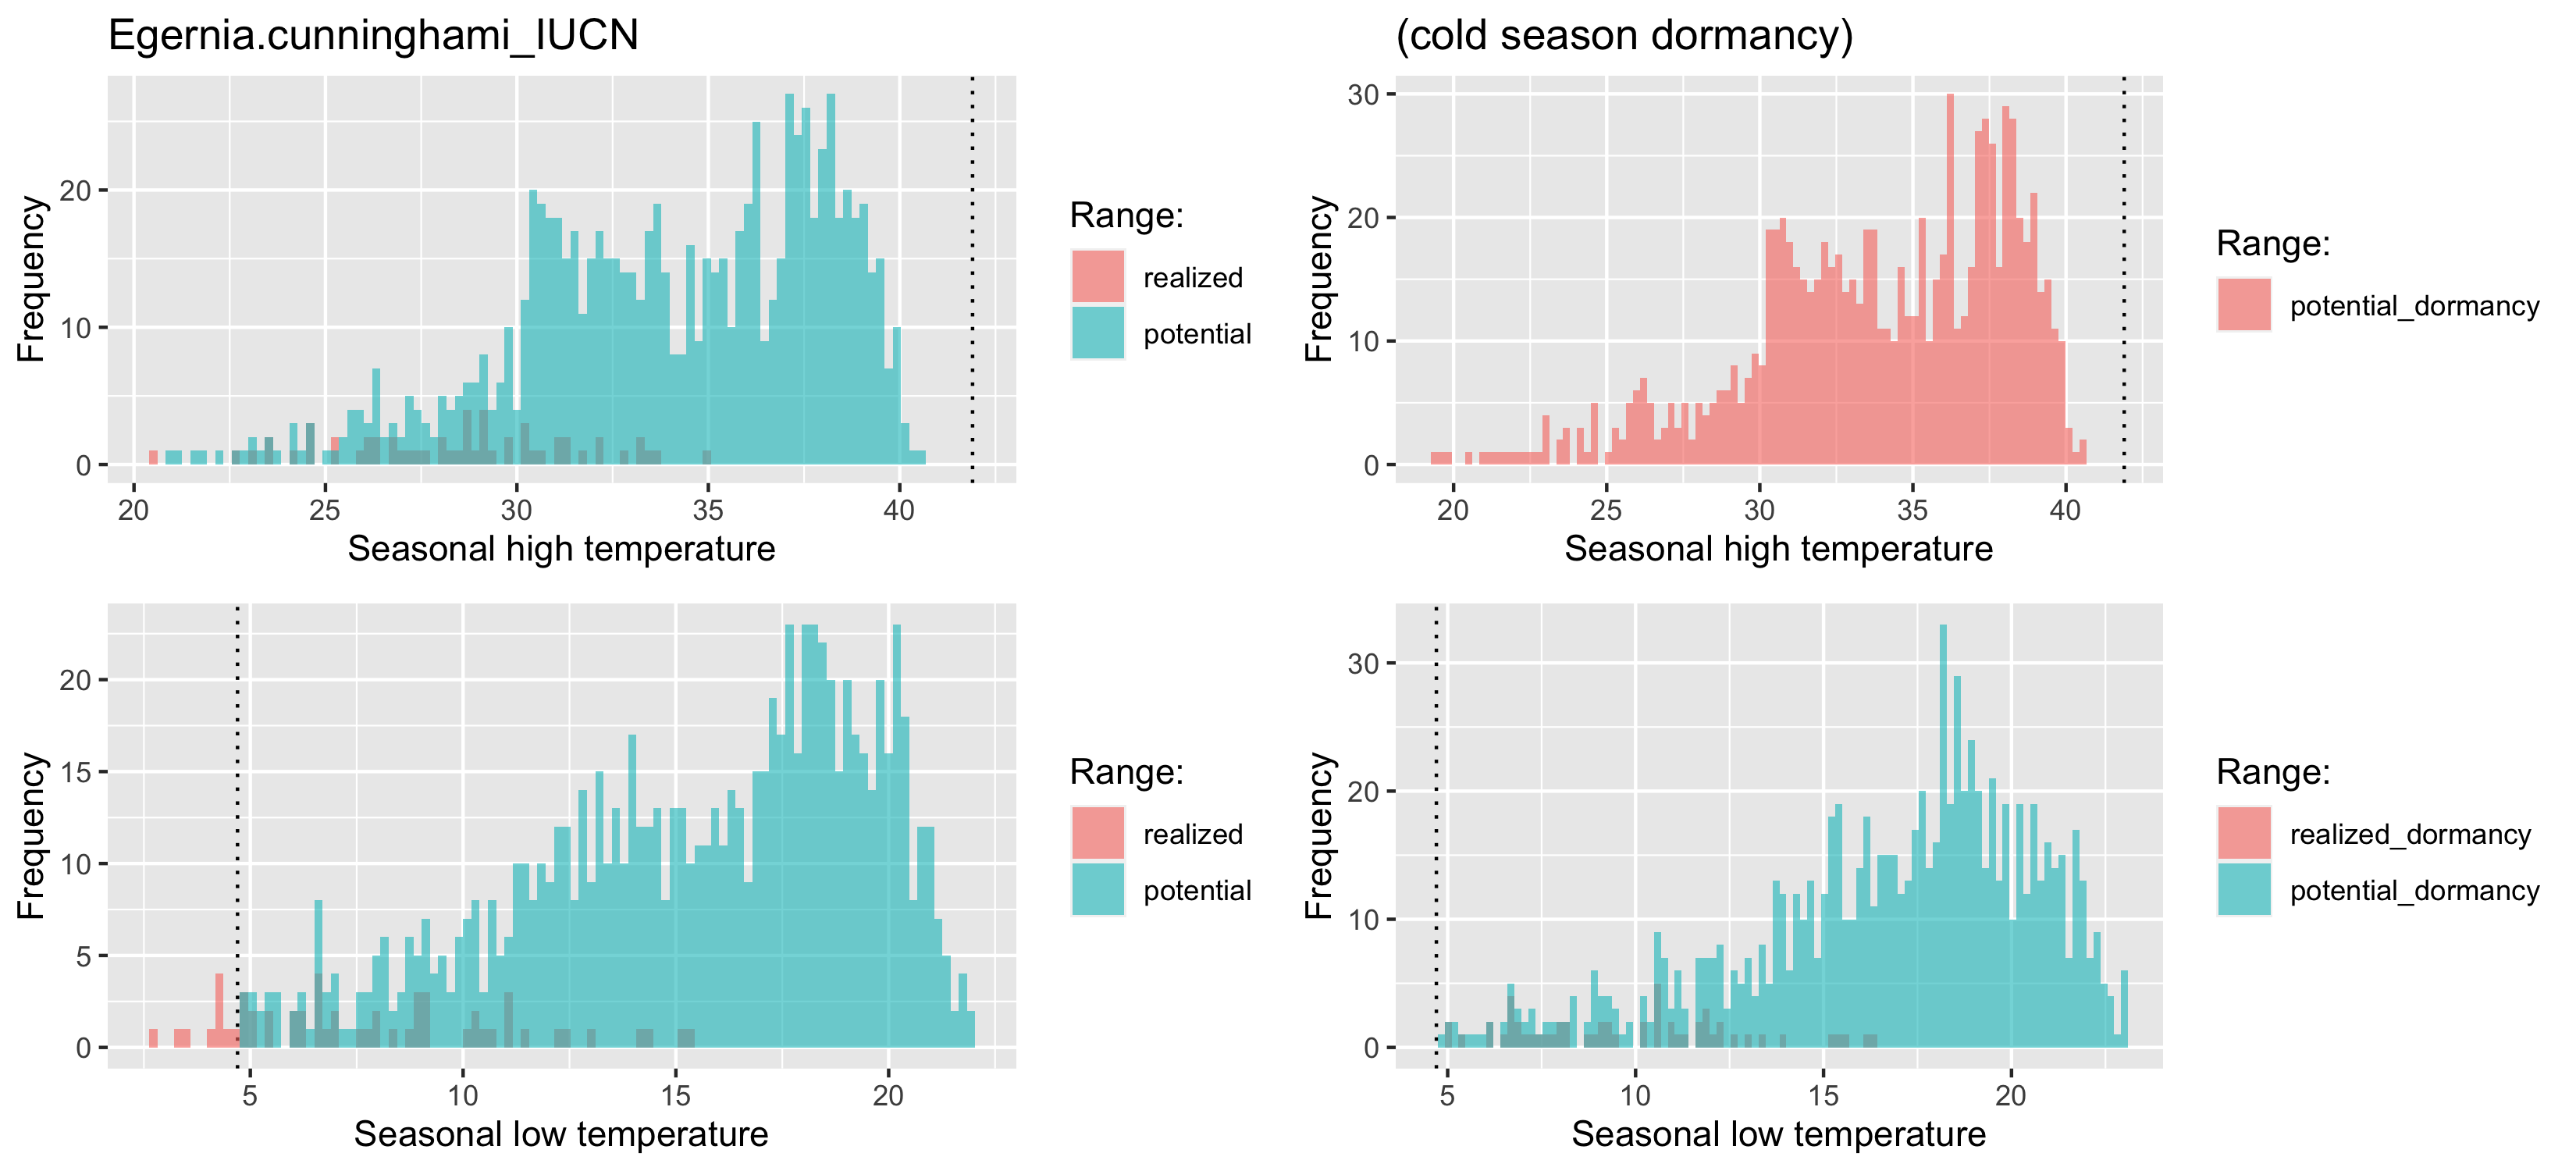 Egernia.cunninghami_IUCN
(cold season dormancy)
Frequency
20
10
0
20
25
30
35
40
Seasonal high temperature
Range:
realized
potential
Frequency
30
20
10
0
20
25
30
35
40
Seasonal high temperature
Range:
potential_dormancy
Frequency
20
15
10
5
0
5
10
15
20
Seasonal low temperature
Range:
realized
potential
Frequency
30
20
10
0
5
10
15
20
Seasonal low temperature
Range:
realized_dormancy
potential_dormancy